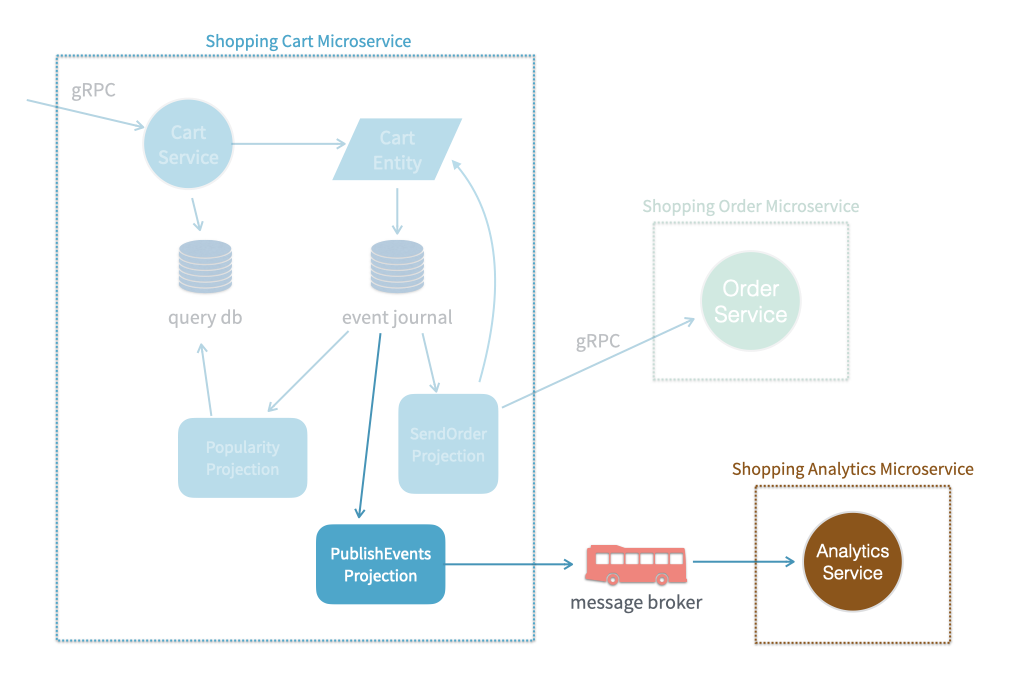 Shopping Cart Microservice
gRPC
Cart
Service
Cart
Entity
query db
event journal
Shopping Order Microservice
Order
Service
gRPC
Popularity
Projection
SendOrder
Projection
Shopping Analytics Microservice
PublishEvents
Projection
message broker
Analytics
Service